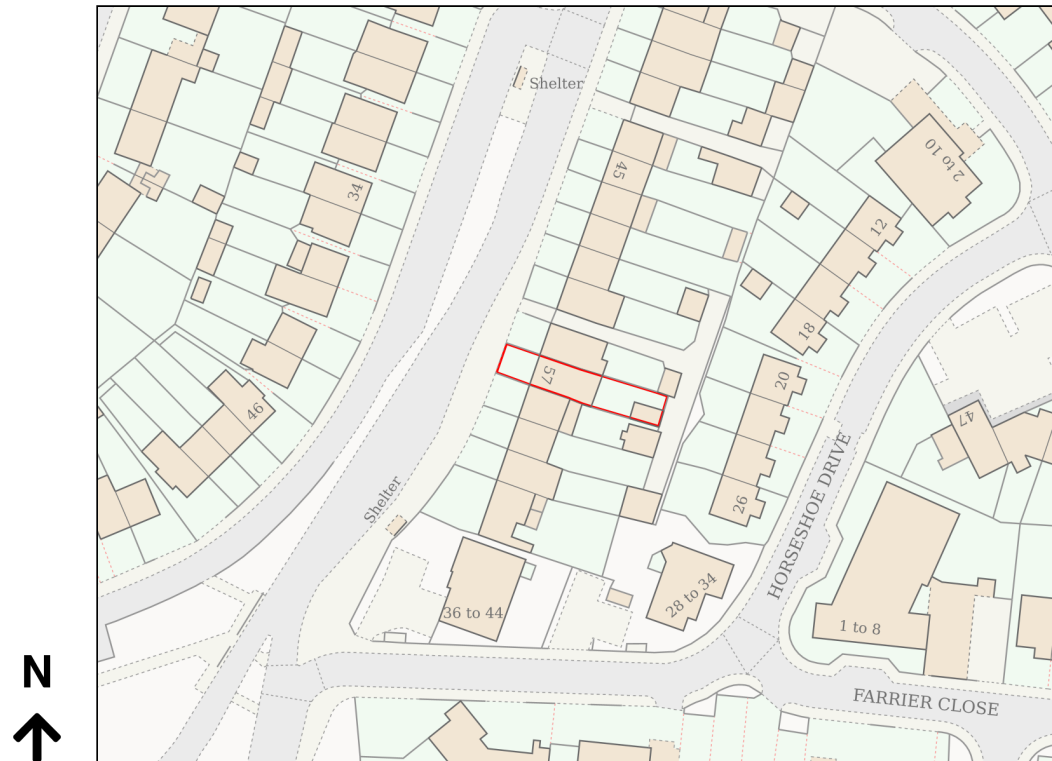 Shelter
2 to 10
45
34
12
18
57
20
46
47
HORSESHOE DRIVE
Shelter
26
28 to 34
36 to 44
1 to 8
N
FARRIER CLOSE